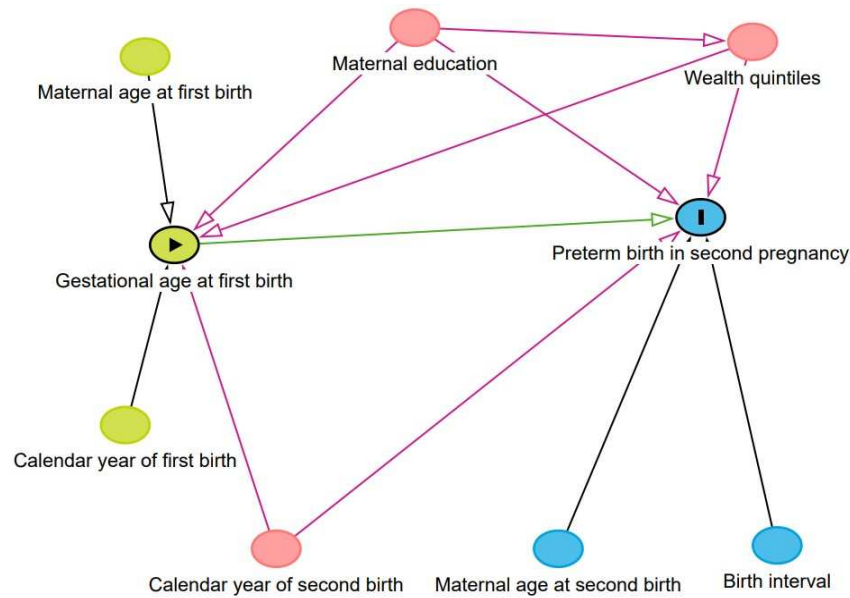 Maternal age at first birth
Maternal education
Wealth quintiles
Gestational age at first birth
Preterm birth in second pregnancy
Calendar year of first birth
Calendar year of second birth
Maternal age at second birth
Birth interval